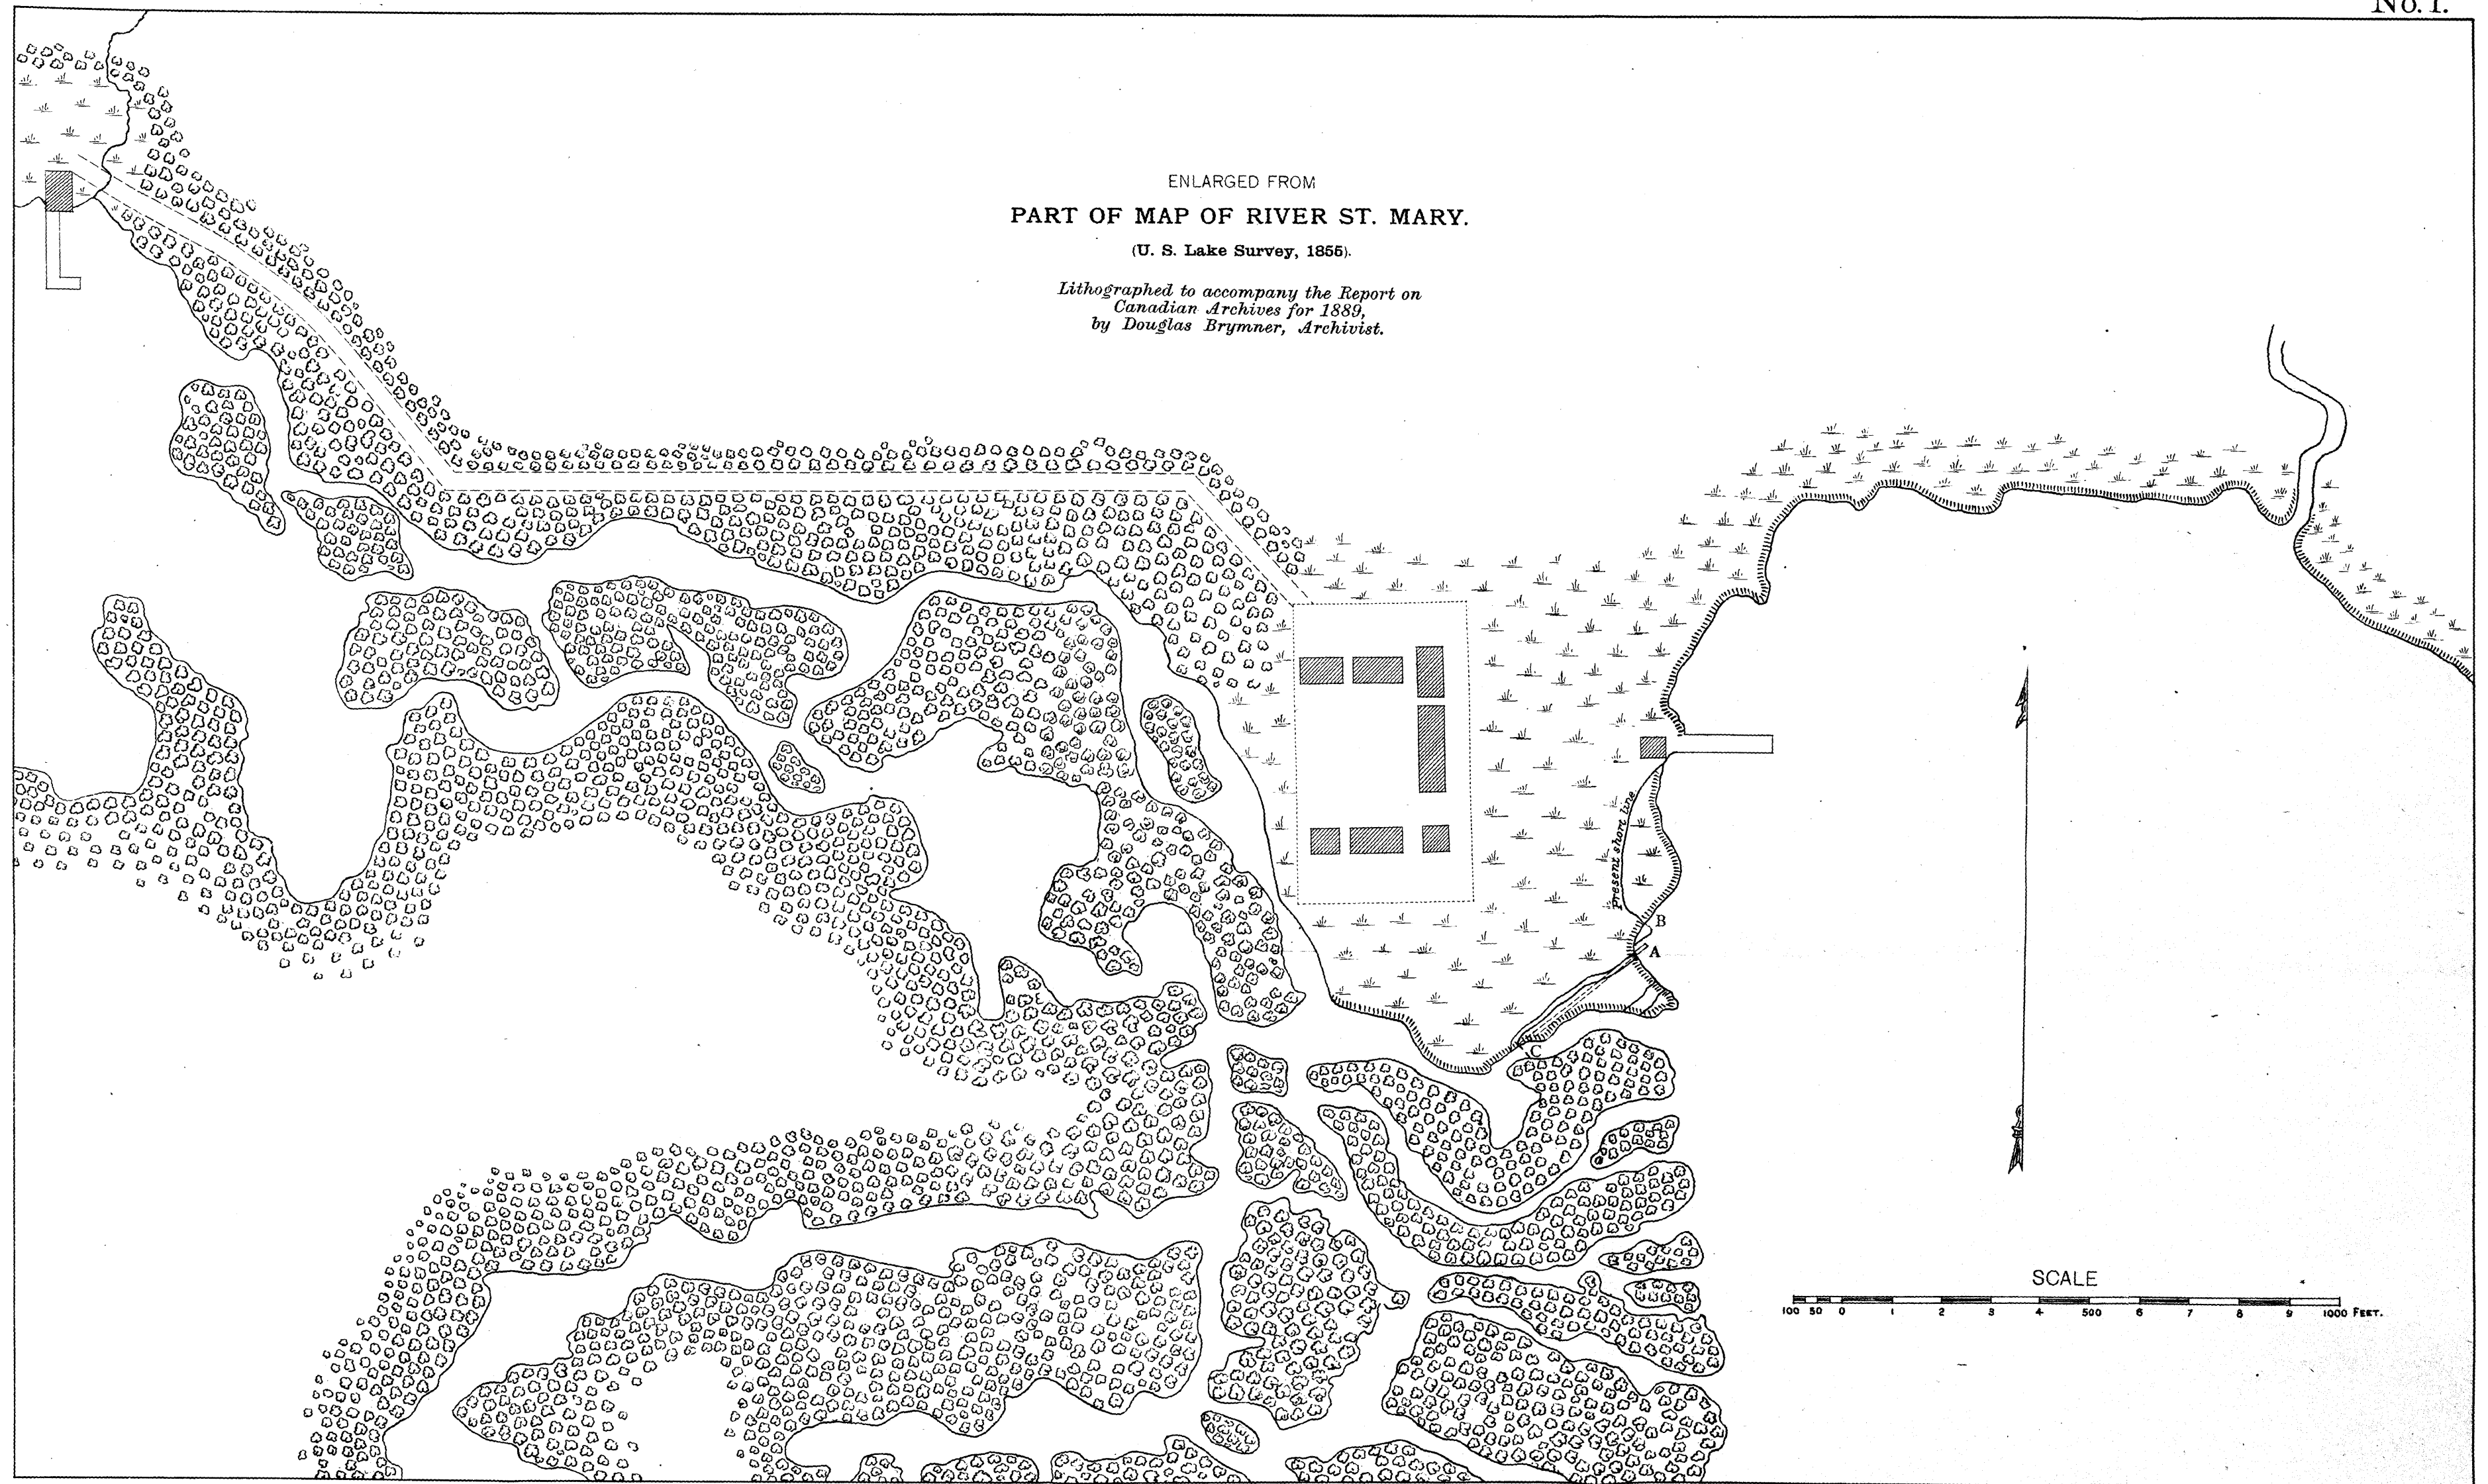 No. 1.
ENLARGED FROM
PART OF MAP OF RIVER ST. MARY.
(U. S. Lake Survey, 1855).
Lithographed to accompany the Report on
Canadian Archives for 1889,
by Douglas Brymner, Archivist.
Present short line
B
A
C
SCALE
100 50 0 1 2 3 4 500 6 7 8 9 1000 FEET.